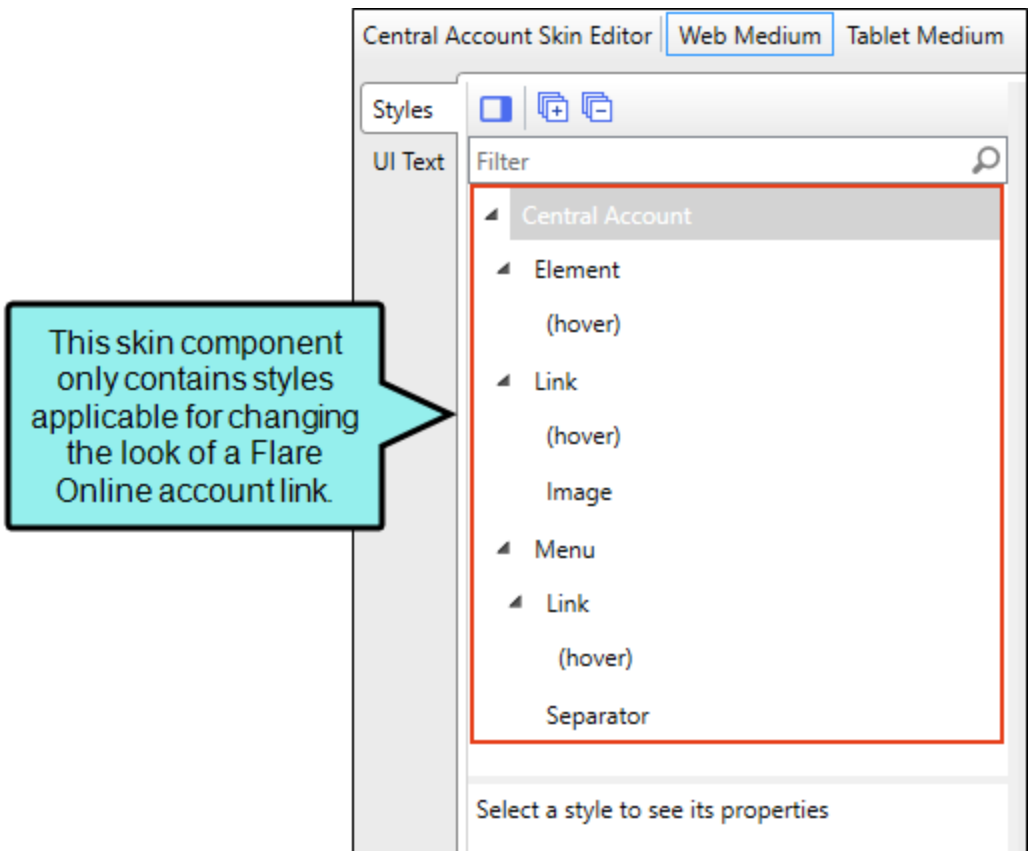 Central Account Skin Editor Web Medium Tablet Medium
Styles
UI Text
Filter
Central Account
Element
(hover)
Link
(hover)
Image
Menu
Link
(hover)
Separator
Select a style to see its properties
This skin component
only contains styles
applicable for changing
the look of a Flare
Online account link.